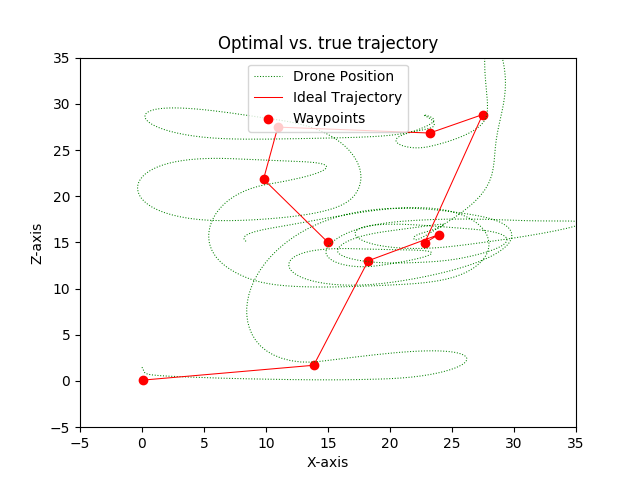 Optimal vs. true trajectory
Drone Position
Ideal Trajectory
Waypoints
Z-axis
35
30
25
20
15
10
5
0
−5
−5 0 5 10 15 20 25 30 35
X-axis